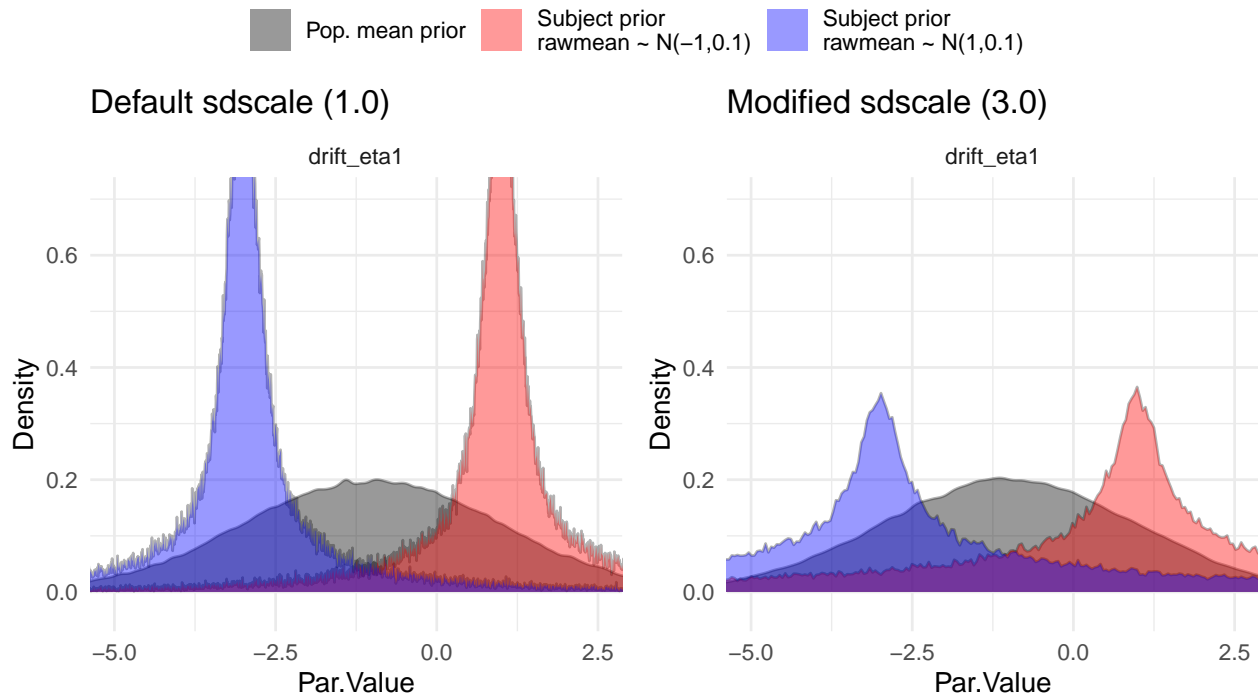 Pop. mean prior
Subject prior
rawmean ~ N(−1,0.1)
Subject prior
rawmean ~ N(1,0.1)
Default sdscale (1.0)
Modified sdscale (3.0)
drift_eta1
drift_eta1
0.6
0.4
0.2
0.0
Density
−5.0
−2.5
0.0
2.5
Par.Value
0.6
0.4
0.2
0.0
Density
−5.0
−2.5
0.0
2.5
Par.Value